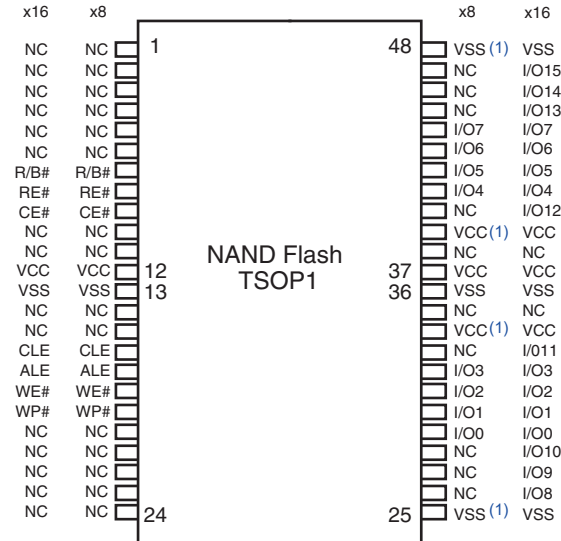 x16 x8 x8 x16
NC NC 1 48 VSS (1) VSS
NC NC NC I/O15
NC NC NC I/O14
NC NC NC I/O13
NC NC I/O7 I/O7
NC NC I/O6 I/O6
R/B# R/B# I/O5 I/O5
RE# RE# I/O4 I/O4
CE# CE# NC I/O12
NC NC VCC (1) VCC
NC NC NAND Flash NC NC
VCC VCC 12 TSOP1 37 VCC VCC
VSS VSS 13 36 VSS VSS
NC NC NC NC
NC NC VCC (1) VCC
CLE CLE NC I/011
ALE ALE I/O3 I/O3
WE# WE# I/O2 I/O2
WP# WP# I/O1 I/O1
NC NC I/O0 I/O0
NC NC NC I/O10
NC NC NC I/O9
NC NC NC I/O8
NC NC 24 25 VSS (1) VSS